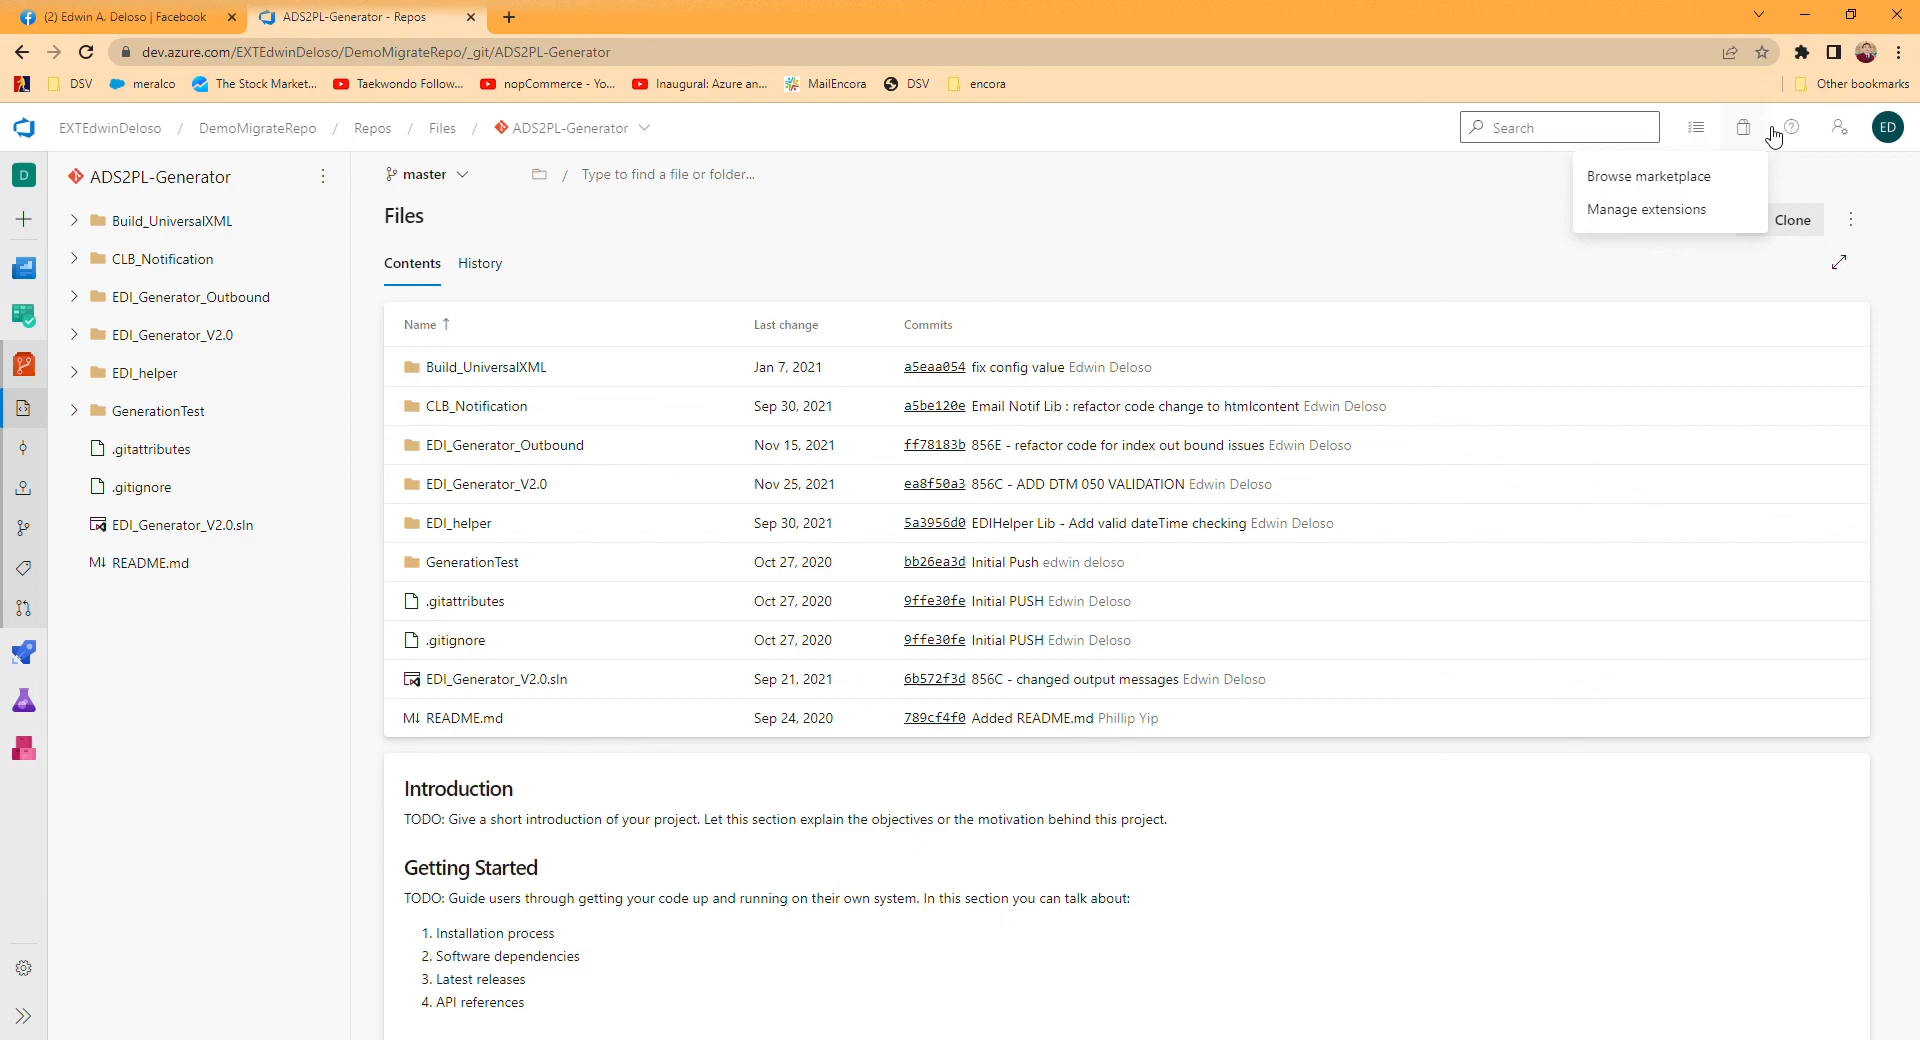 (2) Edwin A. Deloso | Facebook
ADS2PL-Generator - Repos
dev.azure.com/EXTEdwinDeloso/DemoMigrateRepo/_git/ADS2PL-Generator
DSV
meralco
The Stock Market...
Taekwondo Follow...
nopCommerce - Yo...
Inaugural: Azure an...
MailEncora
DSV
encora
Other bookmarks
EXTEdwinDeloso / DemoMigrateRepo / Repos / Files / ADS2PL-Generator
Search
ED
D
ADS2PL-Generator
Build_UniversalXML
CLB_Notification
EDI_Generator_Outbound
EDI_Generator_V2.0
EDI_helper
GenerationTest
.gitattributes
.gitignore
EDI_Generator_V2.0.sln
M↓ README.md
master
/ Type to find a file or folder...
Browse marketplace
Manage extensions
Clone
Files
Contents History
Name ↑ Last change Commits
Build_UniversalXML Jan 7, 2021 a5eaa054 fix config value Edwin Deloso
CLB_Notification Sep 30, 2021 a5be120e Email Notif Lib : refactor code change to htmlcontent Edwin Deloso
EDI_Generator_Outbound Nov 15, 2021 ff78183b 856E - refactor code for index out bound issues Edwin Deloso
EDI_Generator_V2.0 Nov 25, 2021 ea8f50a3 856C - ADD DTM 050 VALIDATION Edwin Deloso
EDI_helper Sep 30, 2021 5a3956d0 EDIHelper Lib - Add valid dateTime checking Edwin Deloso
GenerationTest Oct 27, 2020 bb26ea3d Initial Push edwin deloso
.gitattributes Oct 27, 2020 9ffe30fe Initial PUSH Edwin Deloso
.gitignore Oct 27, 2020 9ffe30fe Initial PUSH Edwin Deloso
EDI_Generator_V2.0.sln Sep 21, 2021 6b572f3d 856C - changed output messages Edwin Deloso
M↓ README.md Sep 24, 2020 789cf4f0 Added README.md Phillip Yip
Introduction
TODO: Give a short introduction of your project. Let this section explain the objectives or the motivation behind this project.
Getting Started
TODO: Guide users through getting your code up and running on their own system. In this section you can talk about:
1. Installation process
2. Software dependencies
3. Latest releases
4. API references